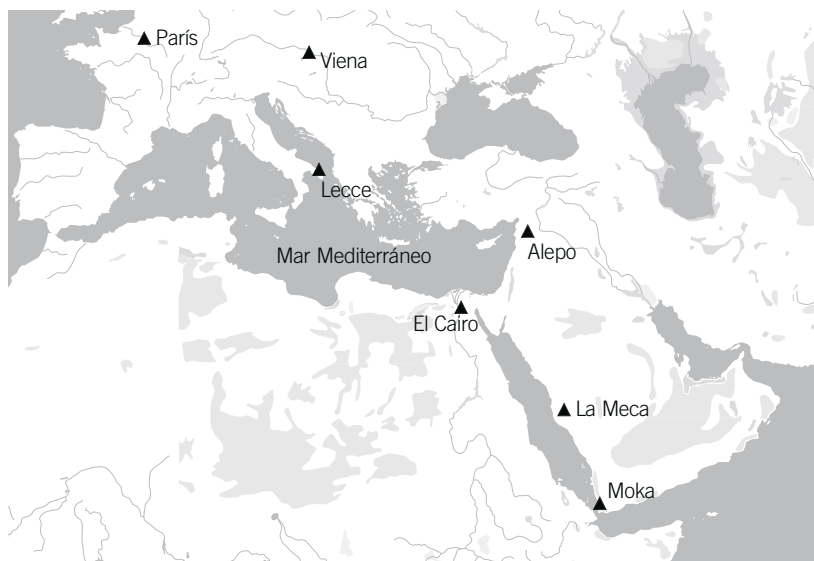 París
Viena
Lecce
Alepo
Mar Mediterráneo
El Cairo
La Meca
Moka